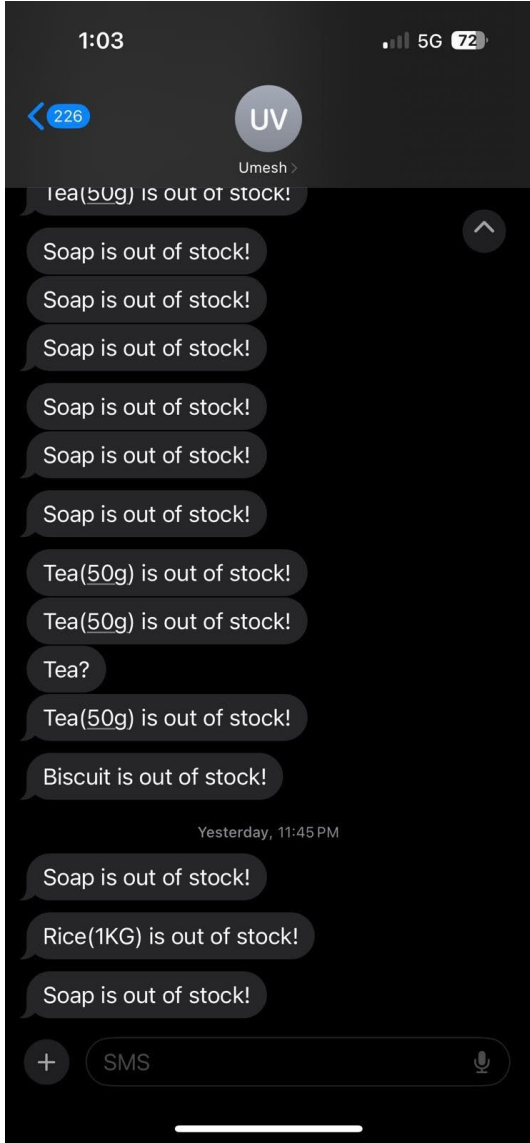 1:03
5G 72
226
UV
Umesh
Tea(50g) is out of stock!
Soap is out of stock!
Soap is out of stock!
Soap is out of stock!
Soap is out of stock!
Soap is out of stock!
Soap is out of stock!
Tea(50g) is out of stock!
Tea(50g) is out of stock!
Tea?
Tea(50g) is out of stock!
Biscuit is out of stock!
Yesterday, 11:45 PM
Soap is out of stock!
Rice(1KG) is out of stock!
Soap is out of stock!
SMS